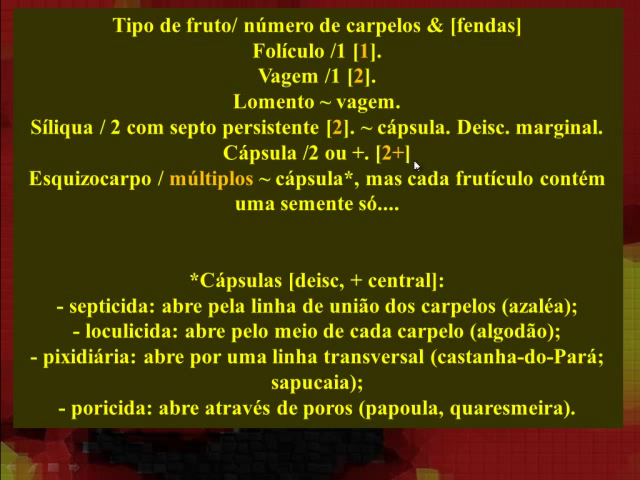 Tipo de fruto/ número de carpelos & [fendas]
Folículo /1 [1].
Vagem /1 [2].
Lomento ~ vagem.
Síliqua / 2 com septo persistente [2]. ~ cápsula. Deisc. marginal.
Cápsula /2 ou +. [2+]
Esquizocarpo / múltiplos ~ cápsula*, mas cada frutículo contém
uma semente só....
*Cápsulas [deisc, + central]:
- septicida: abre pela linha de união dos carpelos (azaléa);
- loculicida: abre pelo meio de cada carpelo (algodão);
- pixidiária: abre por uma linha transversal (castanha-do-Pará;
sapucaia);
- poricida: abre através de poros (papoula, quaresmeira).